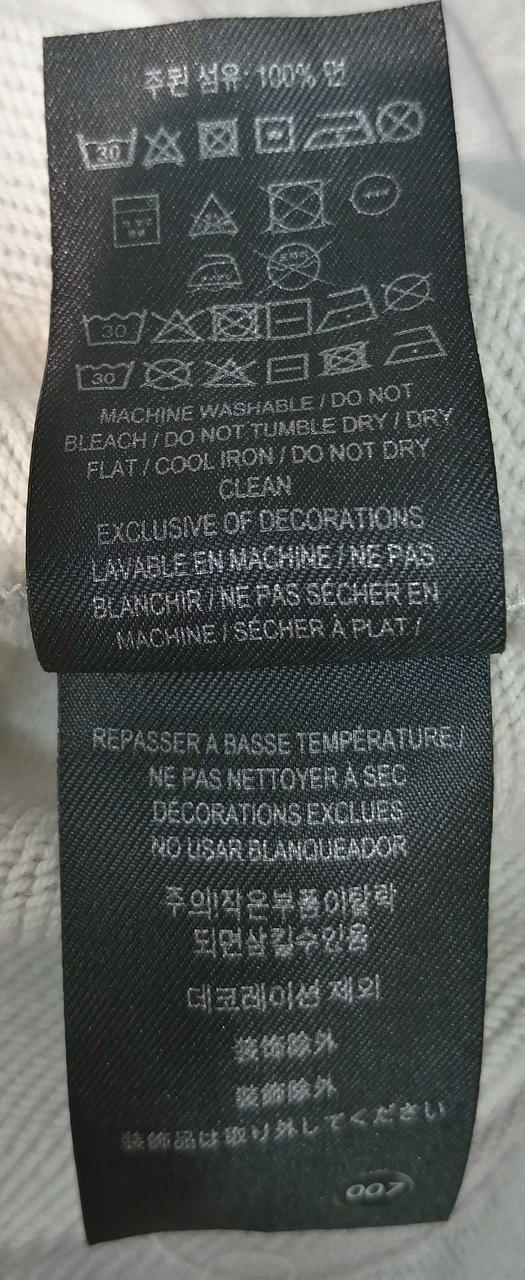 주된 섬유: 100% 면
30
30
30
MACHINE WASHABLE / DO NOT
BLEACH / DO NOT TUMBLE DRY / DRY
FLAT / COOL IRON / DO NOT DRY
CLEAN
EXCLUSIVE OF DECORATIONS
LAVABLE EN MACHINE / NE PAS
BLANCHIR / NE PAS SÉCHER EN
MACHINE / SÉCHER À PLAT /
REPASSER À BASSE TEMPÉRATURE /
NE PAS NETTOYER À SEC
DÉCORATIONS EXCLUES
NO USAR BLANQUEADOR
주의!작은부품이탈락
되면삼킬수있음
데코레이션 제외
装饰除外
装飾除外
装飾品は取り外してください
007